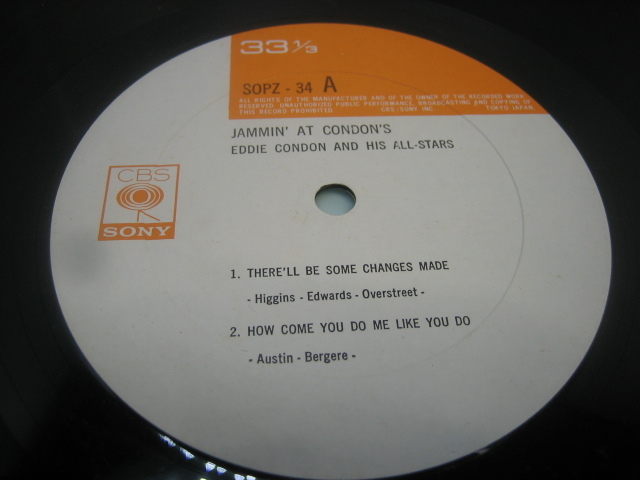 33 1/3
SOPZ - 34 A
ALL RIGHTS OF THE MANUFACTURER AND OF THE OWNER OF THE RECORDED WORK
RESERVED. UNAUTHORIZED PUBLIC PERFORMANCE, BROADCASTING AND COPYING OF
THIS RECORD PROHIBITED. CBS-SONY INC. TOKYO JAPAN
JAMMIN' AT CONDON'S
EDDIE CONDON AND HIS ALL-STARS
CBS
SONY
1. THERE'LL BE SOME CHANGES MADE
- Higgins - Edwards - Overstreet -
2. HOW COME YOU DO ME LIKE YOU DO
- Austin - Bergere -